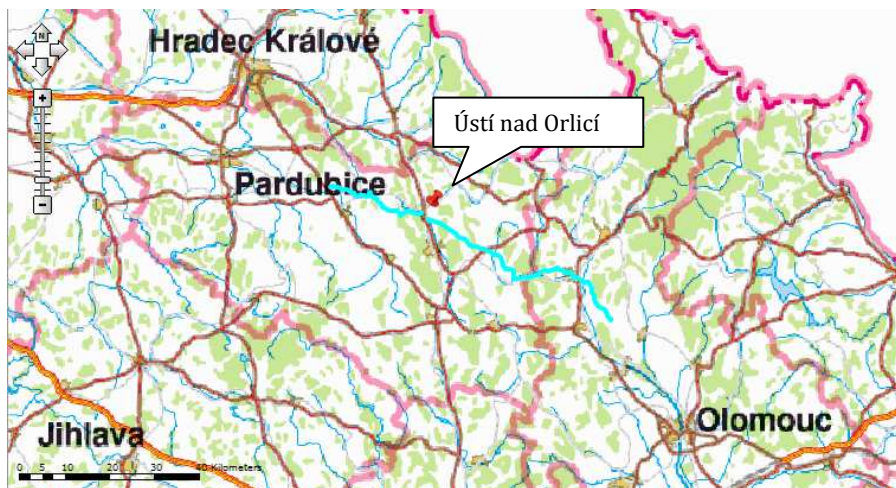 N
Hradec Králové
Ústí nad Orlicí
Pardubice
Olomouc
Jihlava
0 5 10 20 30 40 Kilometers